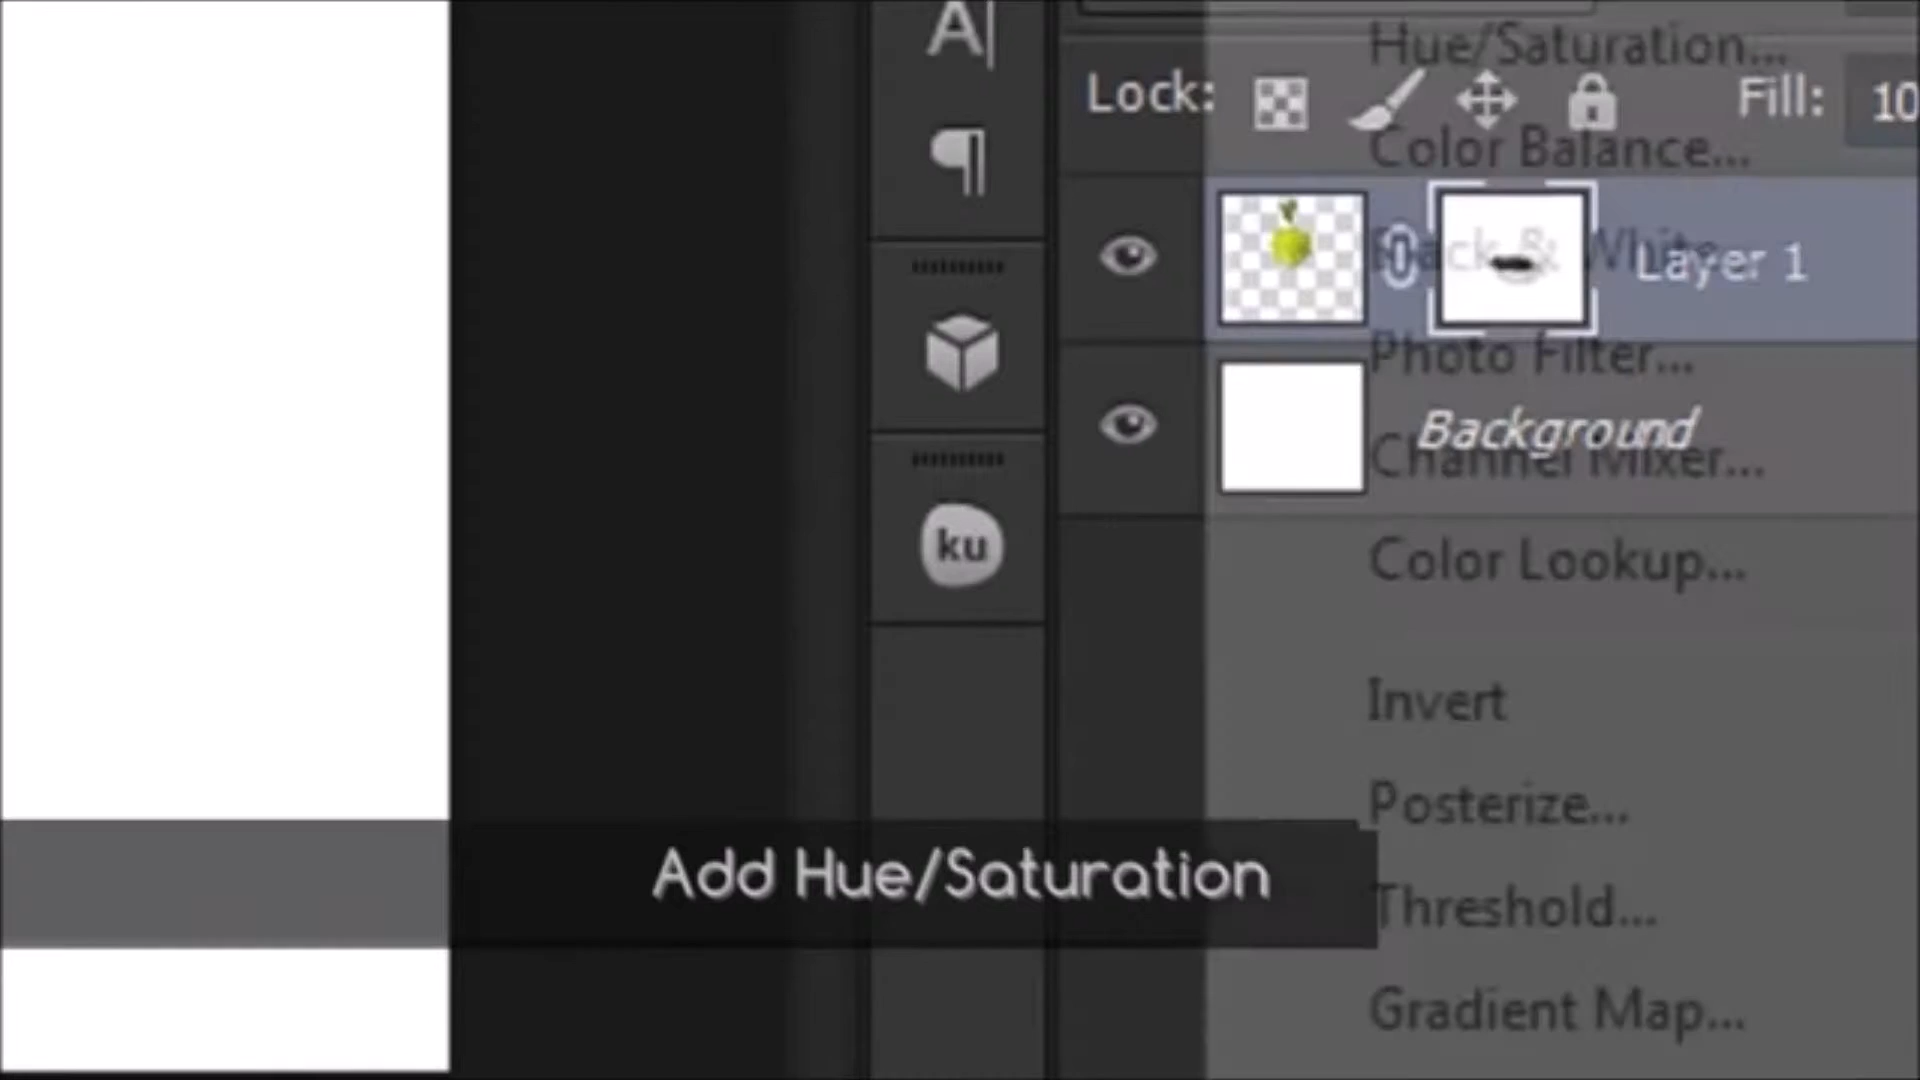 A|
Hue/Saturation...
Lock:
Fill: 10
Color Balance...
Black & White...
Layer 1
Photo Filter...
Background
Channel Mixer...
ku
Color Lookup...
Invert
Posterize...
Add Hue/Saturation
Threshold...
Gradient Map...